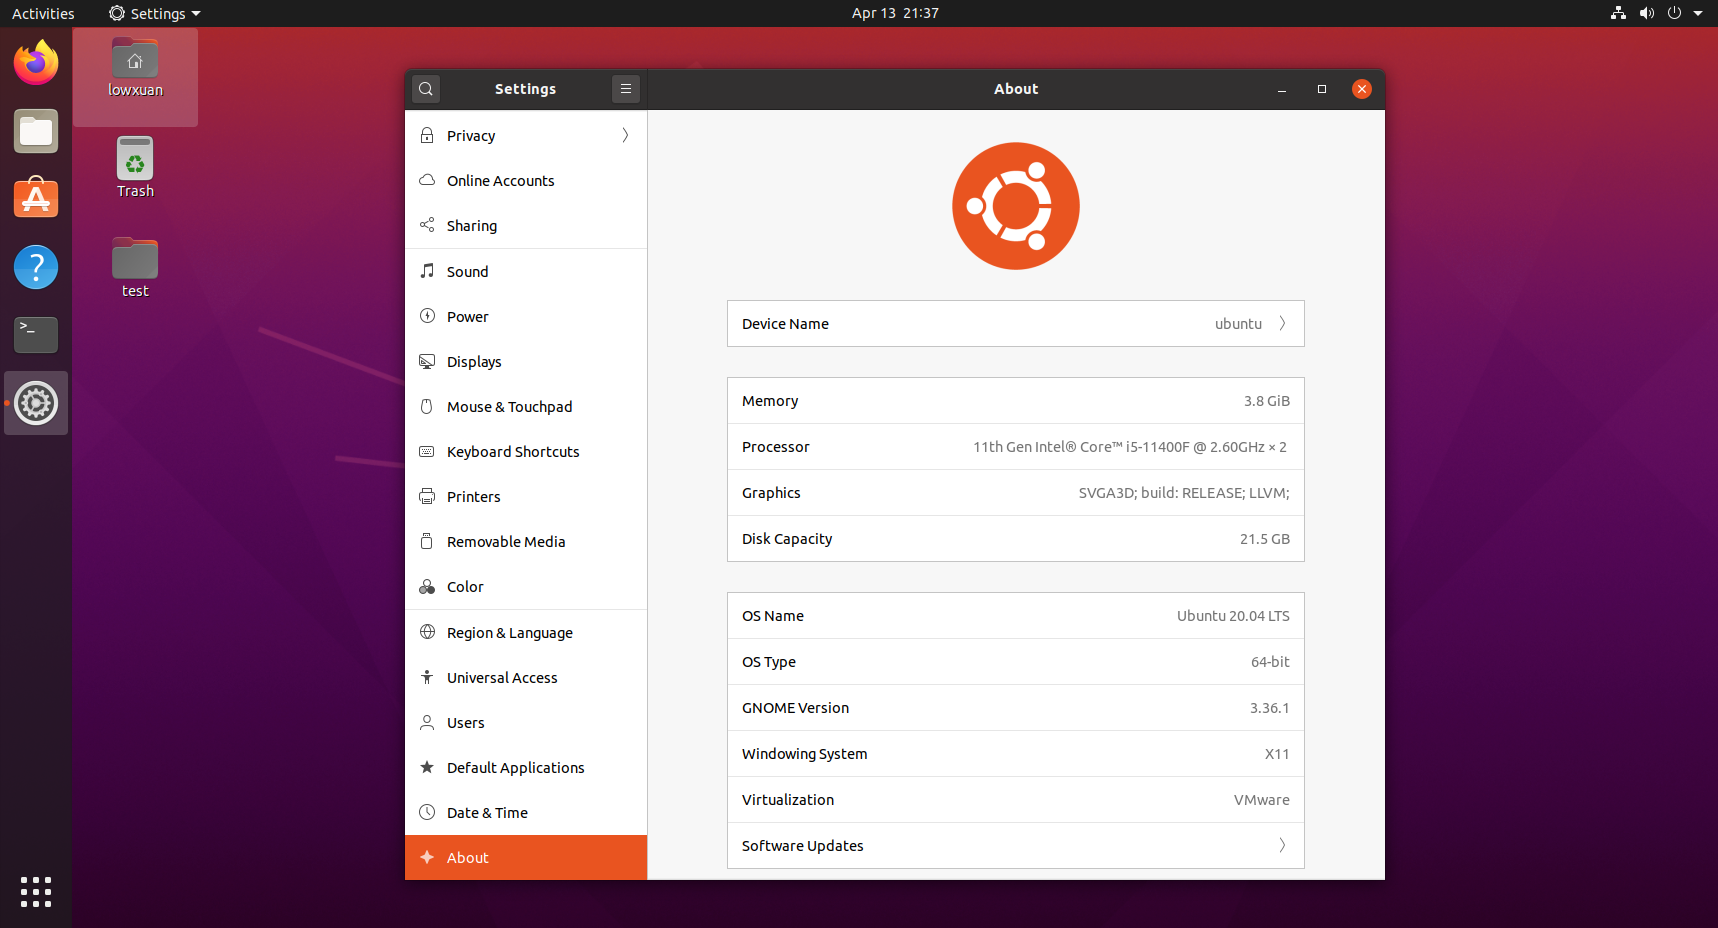 Activities
Settings
Apr 13 21:37
lowxuan
Trash
test
>_
?
Settings
About
Privacy
Online Accounts
Sharing
Sound
Power
Displays
Mouse & Touchpad
Keyboard Shortcuts
Printers
Removable Media
Color
Region & Language
Universal Access
Users
Default Applications
Date & Time
About
Device Name ubuntu
Memory 3.8 GiB
Processor 11th Gen Intel® Core™ i5-11400F @ 2.60GHz × 2
Graphics SVGA3D; build: RELEASE; LLVM;
Disk Capacity 21.5 GB
OS Name Ubuntu 20.04 LTS
OS Type 64-bit
GNOME Version 3.36.1
Windowing System X11
Virtualization VMware
Software Updates